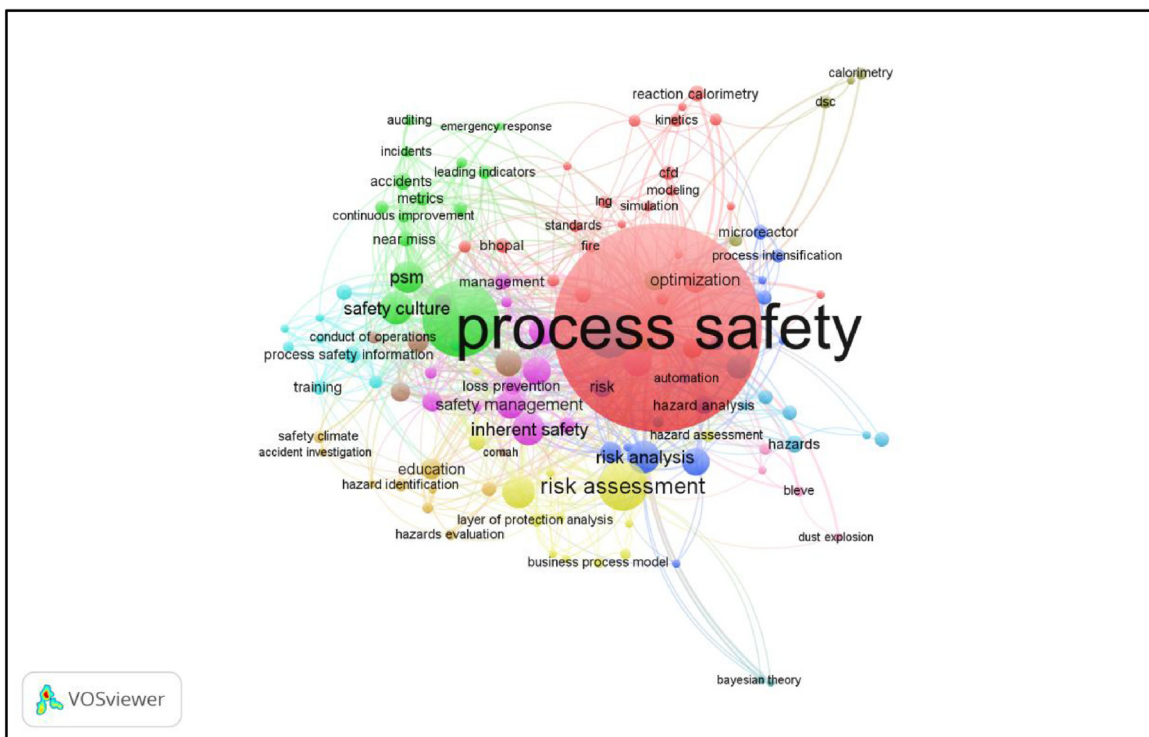 calorimetry
reaction calorimetry
dsc
auditing
emergency response
kinetics
incidents
leading indicators
accidents
cfd
metrics
modeling
lng
simulation
continuous improvement
standards
microreactor
near miss
bhopal
fire
process intensification
psm
management
optimization
safety culture
process safety
conduct of operations
process safety information
automation
training
loss prevention
risk
safety management
hazard analysis
inherent safety
safety climate
hazard assessment
hazards
accident investigation
comah
risk analysis
education
hazard identification
risk assessment
bleve
layer of protection analysis
hazards evaluation
dust explosion
business process model
bayesian theory
VOSviewer